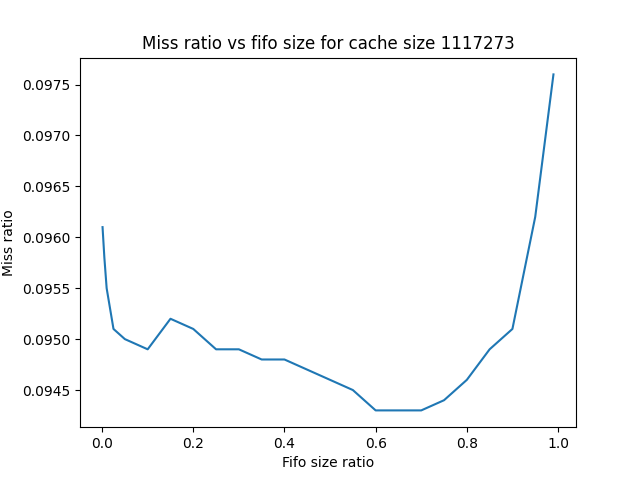 Miss ratio vs fifo size for cache size 1117273
0.0975
0.0970
0.0965
0.0960
0.0955
0.0950
0.0945
Miss ratio
0.0 0.2 0.4 0.6 0.8 1.0
Fifo size ratio